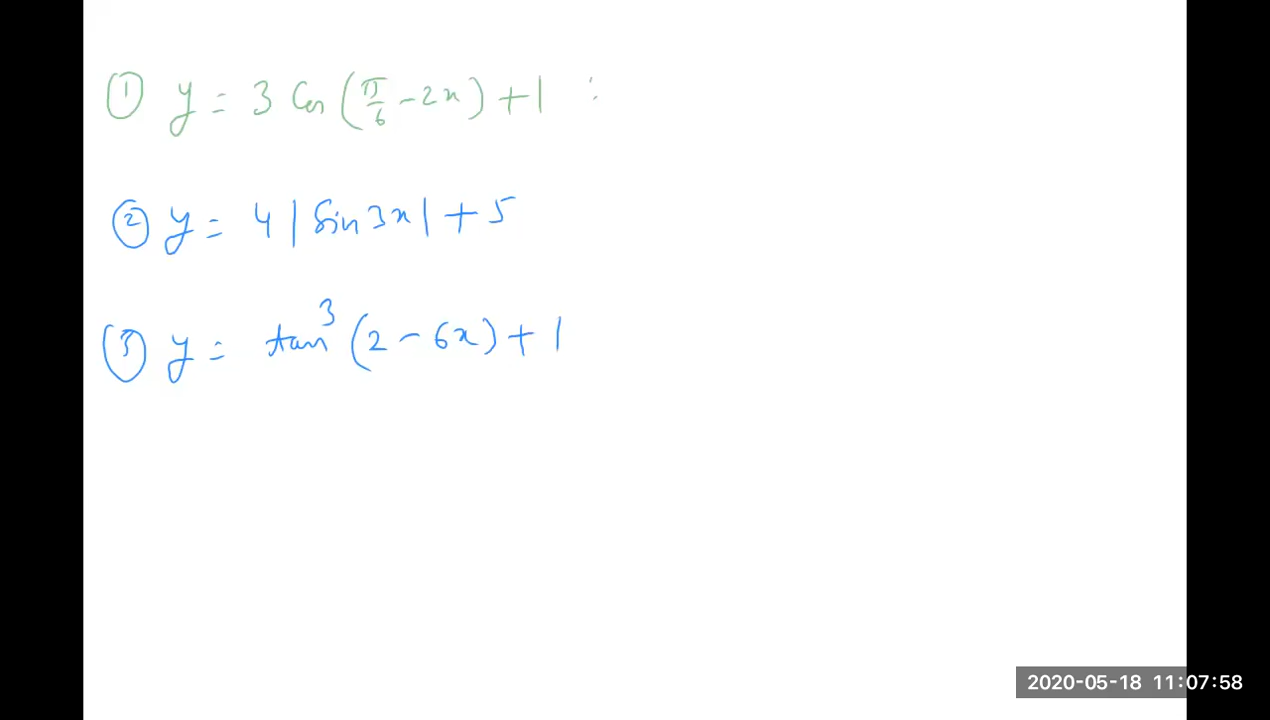 ① y = 3 Cos (π/6 - 2x) + 1 :
② y = 4 |Sin 3x| + 5
③ y = tan³ (2 - 6x) + 1
2020-05-18 11:07:58